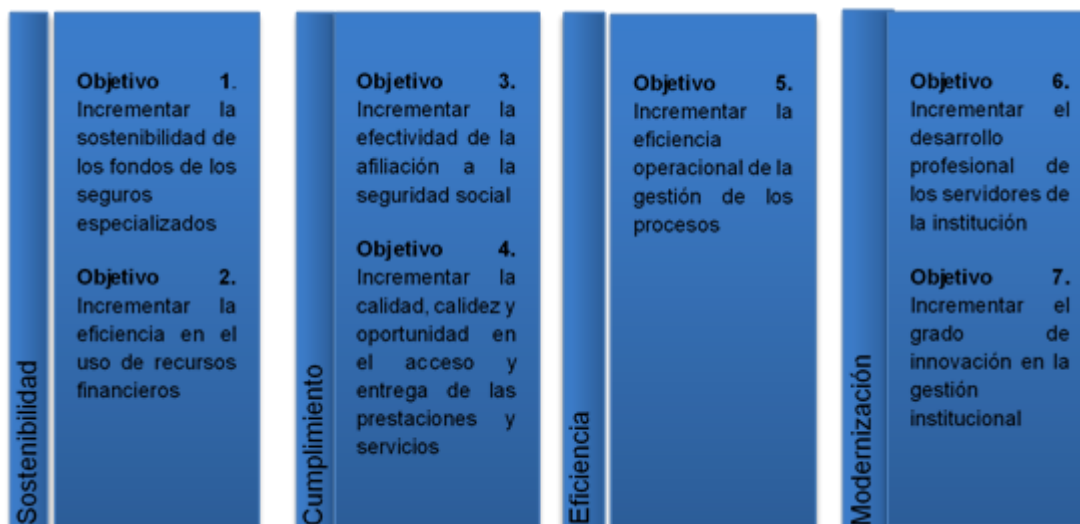 Sostenibilidad
Objetivo 1.
Incrementar la
sostenibilidad de
los fondos de los
seguros
especializados
Objetivo 2.
Incrementar la
eficiencia en el
uso de recursos
financieros
Cumplimiento
Objetivo 3.
Incrementar la
efectividad de la
afiliación a la
seguridad social
Objetivo 4.
Incrementar la
calidad, calidez y
oportunidad en
el acceso y
entrega de las
prestaciones y
servicios
Eficiencia
Objetivo 5.
Incrementar la
eficiencia
operacional de la
gestión de los
procesos
Modernización
Objetivo 6.
Incrementar el
desarrollo
profesional de
los servidores de
la institución
Objetivo 7.
Incrementar el
grado de
innovación en la
gestión
institucional